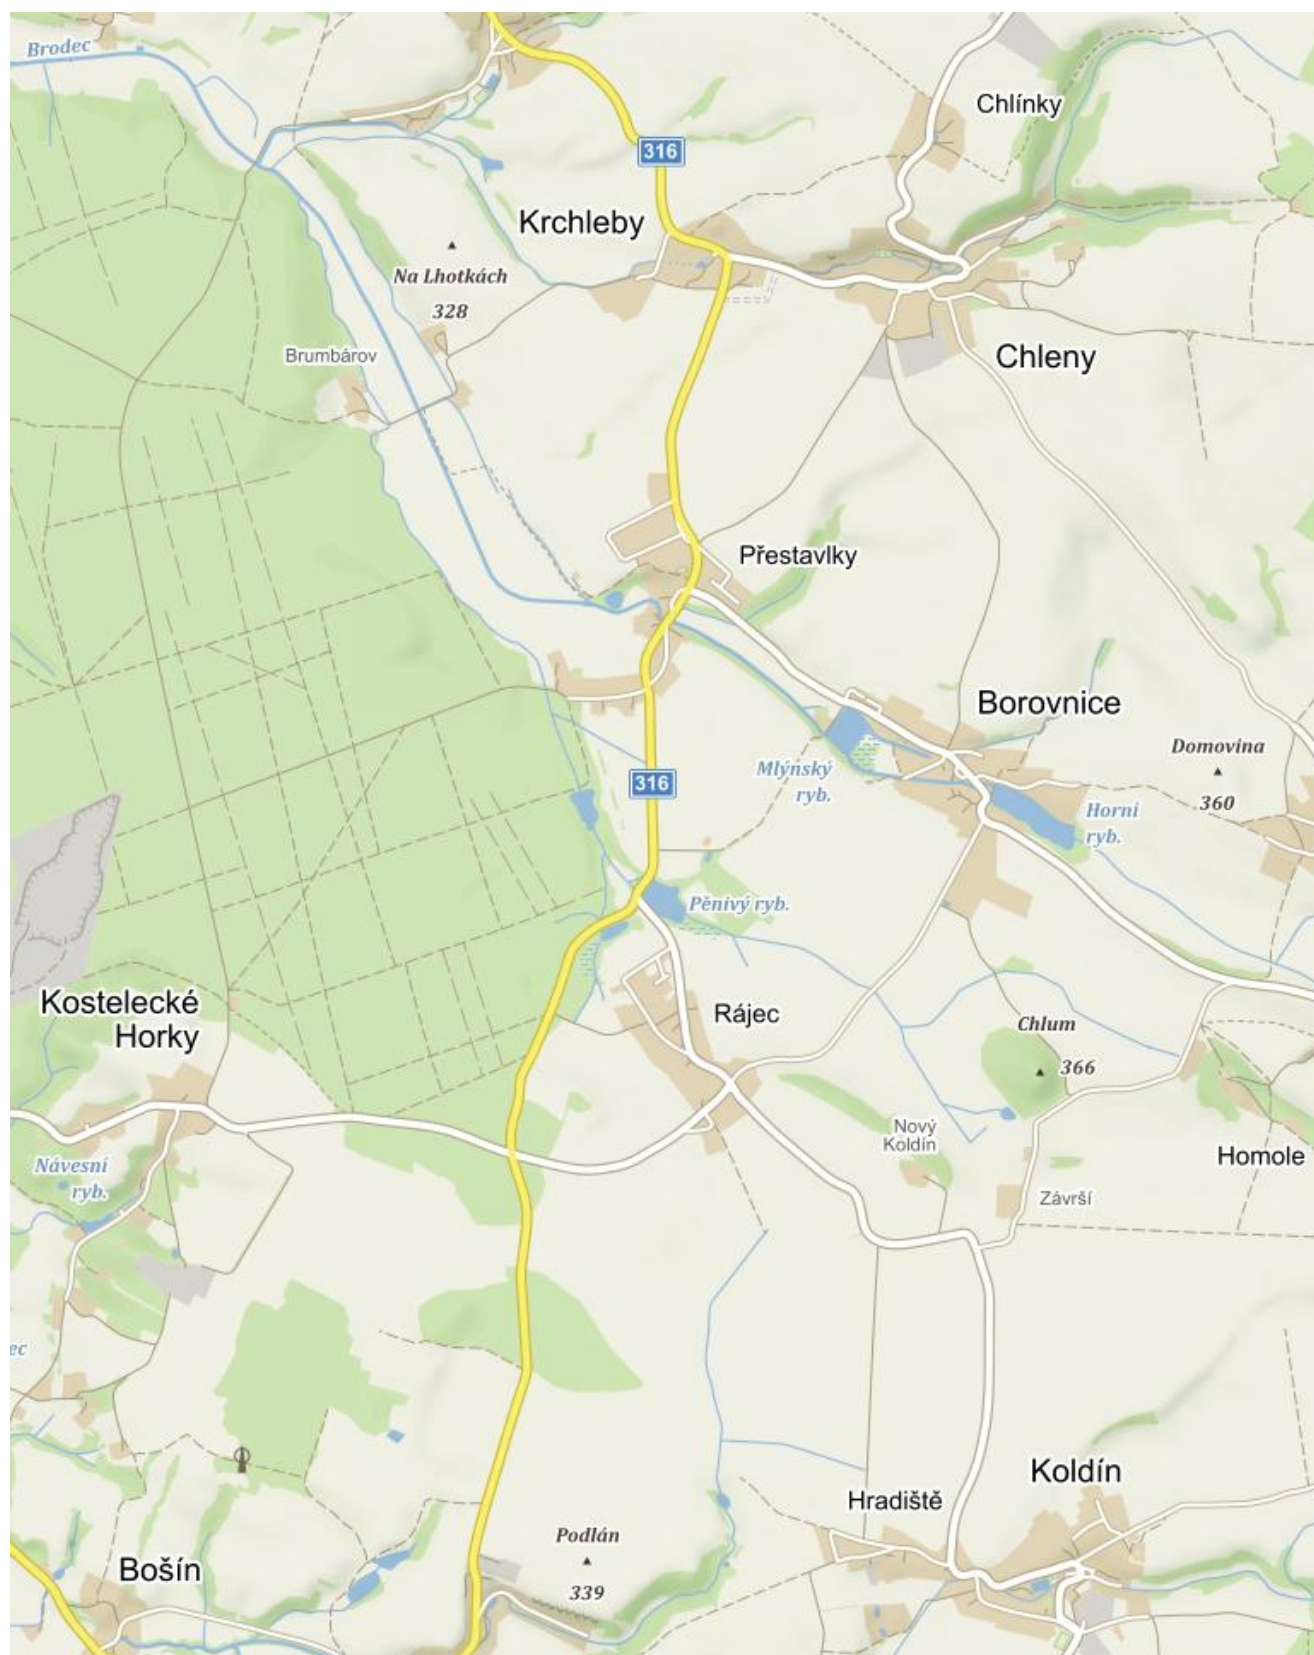 Brodec
Chlínky
316
Krchleby
Na Lhotkách
328
Brumbárov
Chleny
Přestavlky
Borovnice
Domovina
360
Mlýnský
ryb.
316
Horní
ryb.
Pěnivý ryb.
Kostelecké
Horky
Rájec
Chlum
366
Nový
Koldín
Homole
Návesní
ryb.
Závrší
ec
Koldín
Hradiště
Podlán
339
Bošín